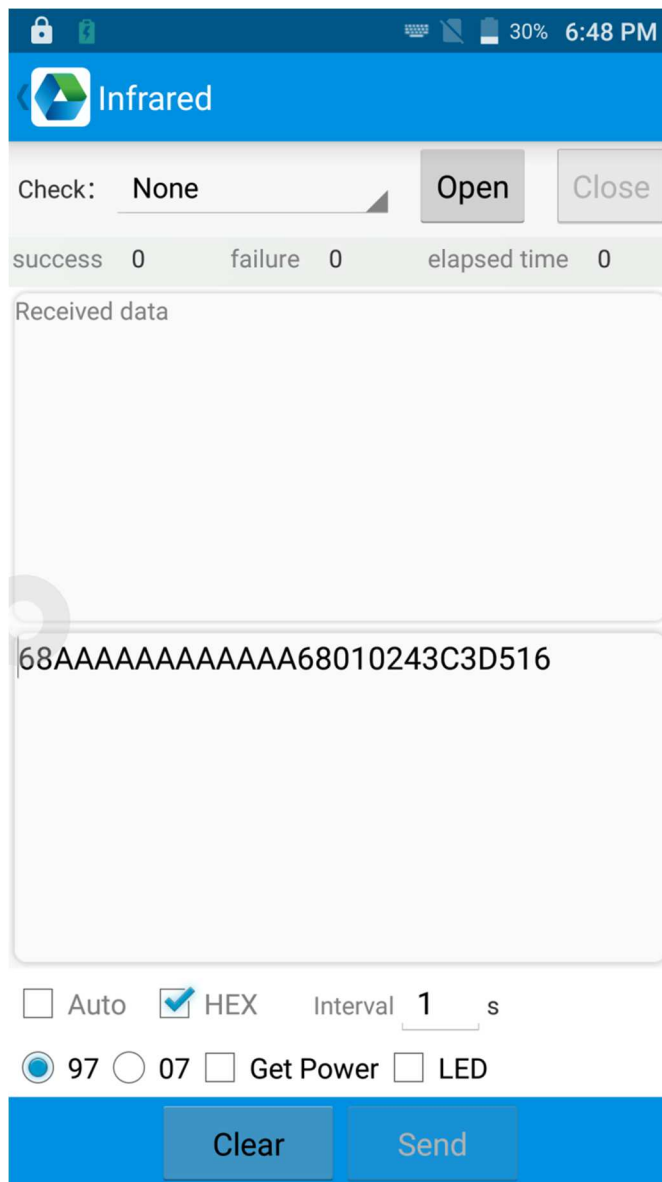 30% 6:48 PM
Infrared
Check: None Open Close
success 0 failure 0 elapsed time 0
Received data
68AAAAAAAAAAAA68010243C3D516
Auto HEX Interval 1 s
97 07 Get Power LED
Clear Send